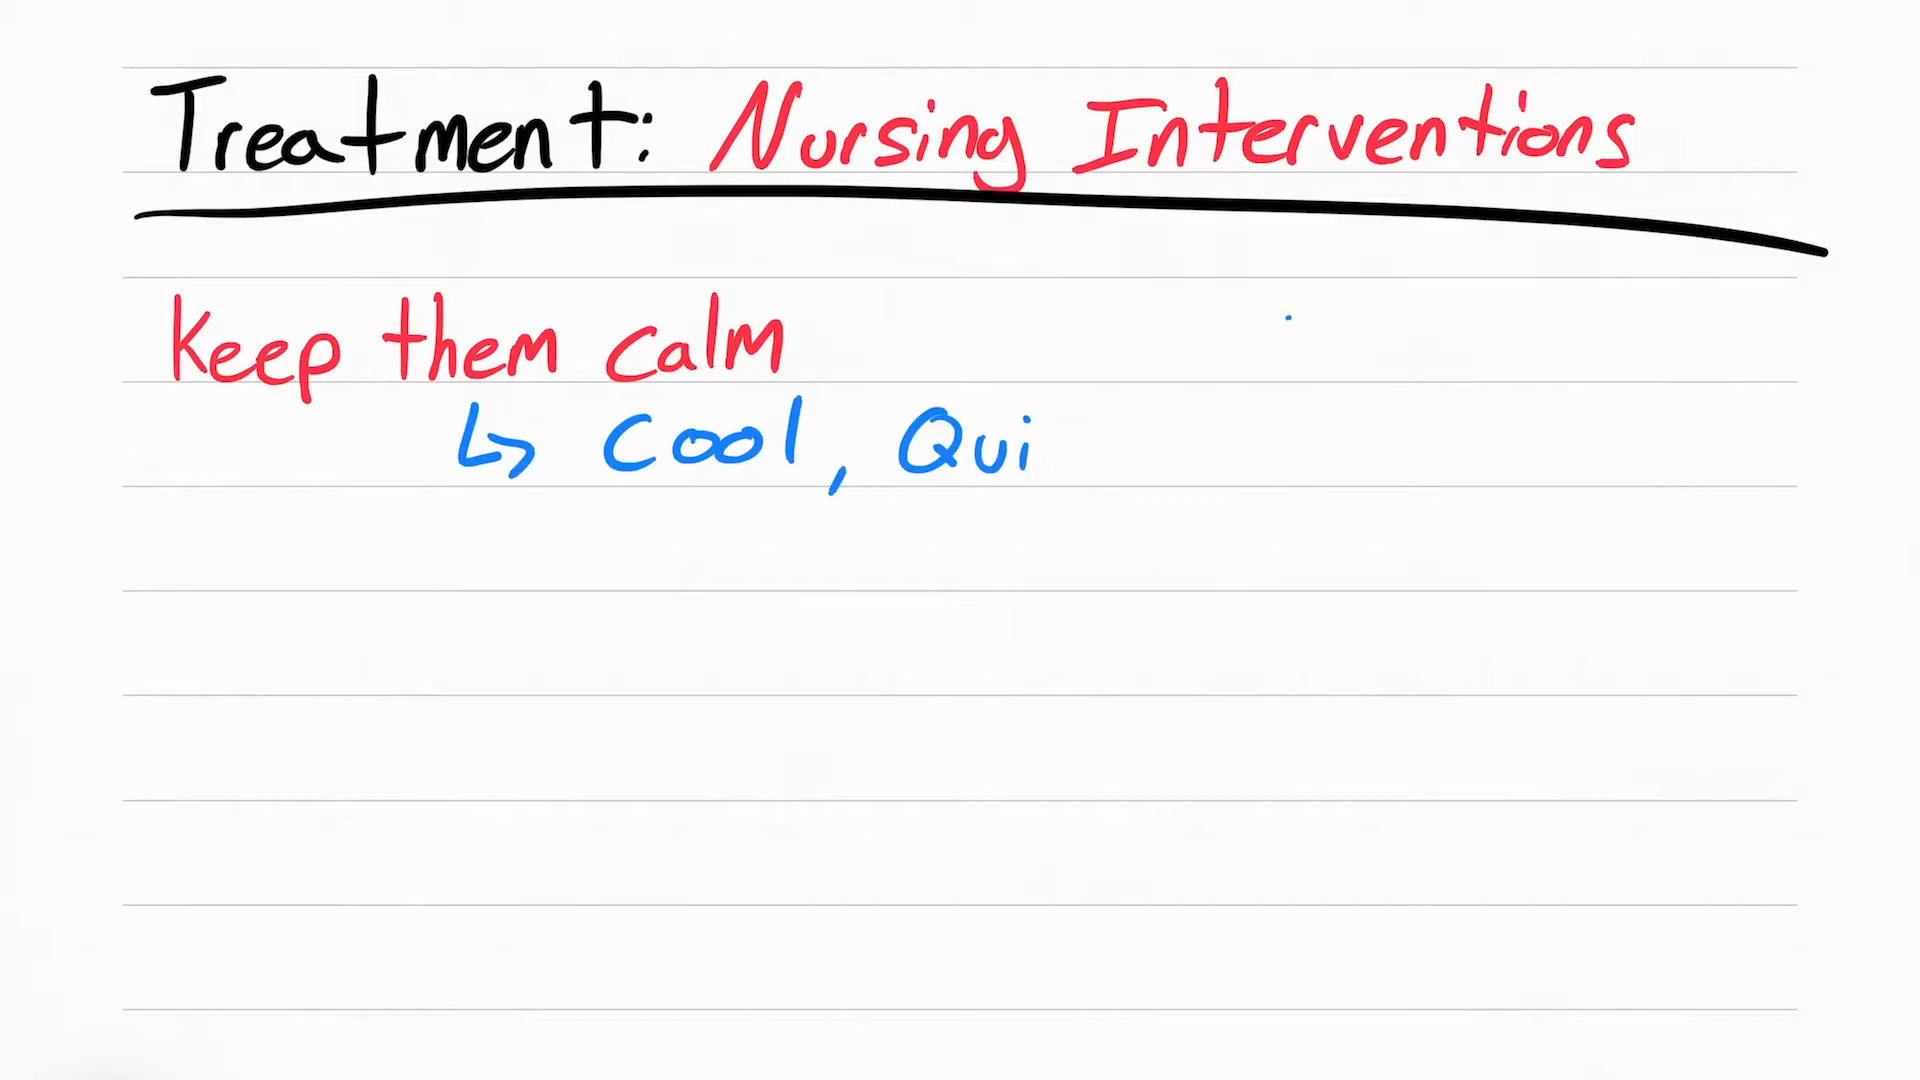 Treatment: Nursing Interventions
Keep them calm
↳ Cool, Qui